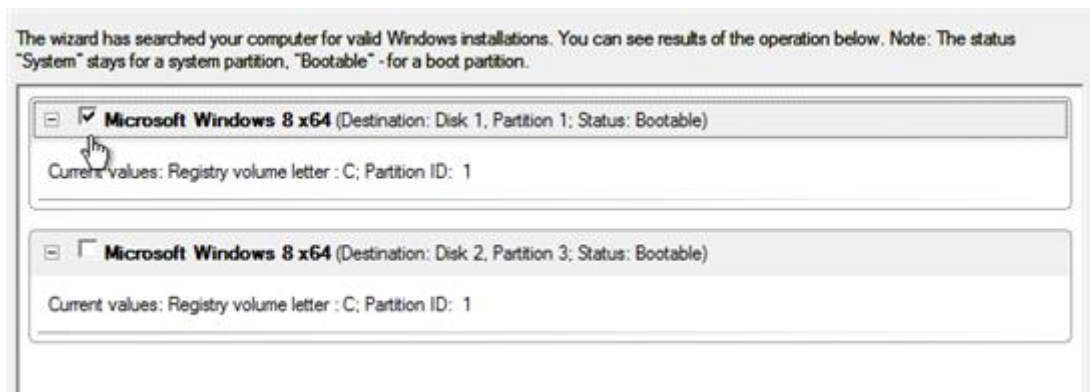 The wizard has searched your computer for valid Windows installations. You can see results of the operation below. Note: The status
"System" stays for a system partition, "Bootable" - for a boot partition.
Microsoft Windows 8 x64 (Destination: Disk 1, Partition 1; Status: Bootable)
Current values: Registry volume letter : C; Partition ID: 1
Microsoft Windows 8 x64 (Destination: Disk 2, Partition 3; Status: Bootable)
Current values: Registry volume letter : C; Partition ID: 1